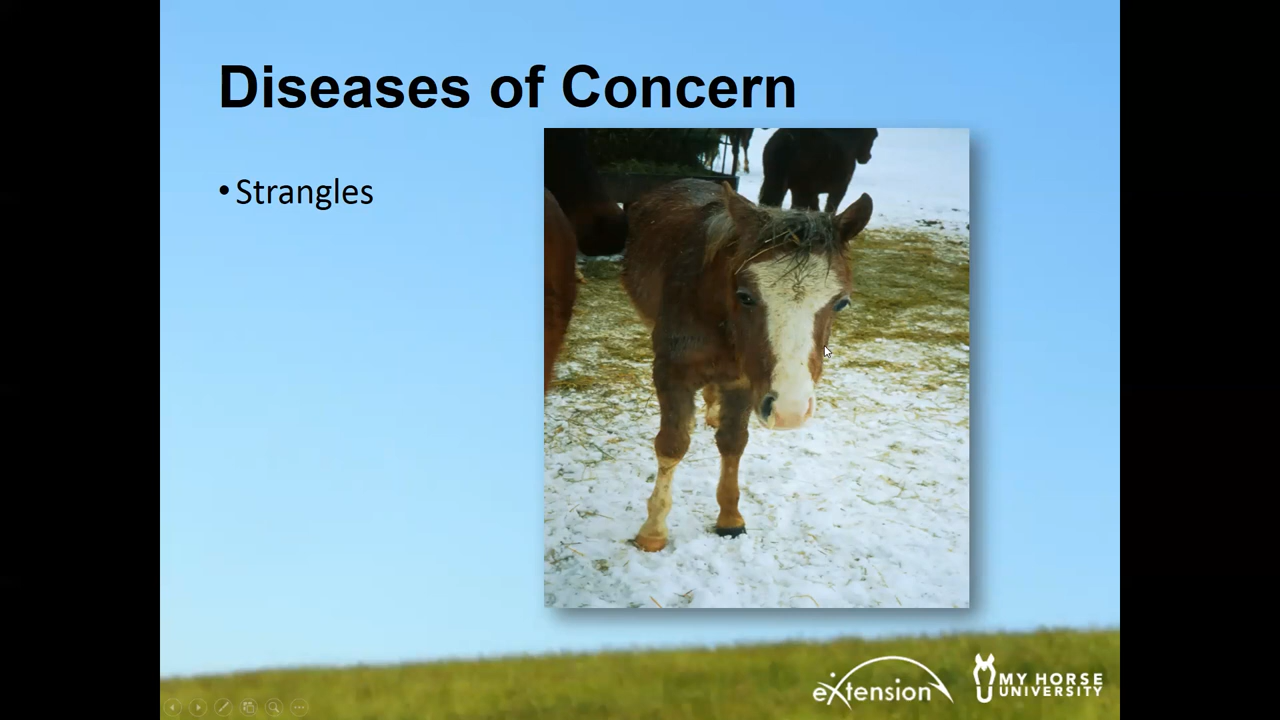 Diseases of Concern
• Strangles
eXtension
MY HORSE
UNIVERSITY